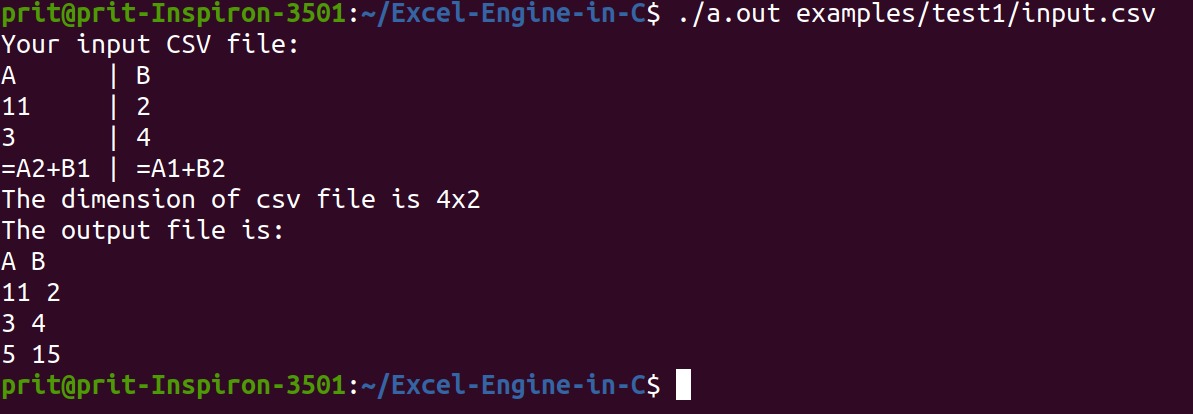 prit@prit-Inspiron-3501:~/Excel-Engine-in-C$ ./a.out examples/test1/input.csv
Your input CSV file:
A      | B
11     | 2
3      | 4
=A2+B1 | =A1+B2
The dimension of csv file is 4x2
The output file is:
A B
11 2
3 4
5 15
prit@prit-Inspiron-3501:~/Excel-Engine-in-C$